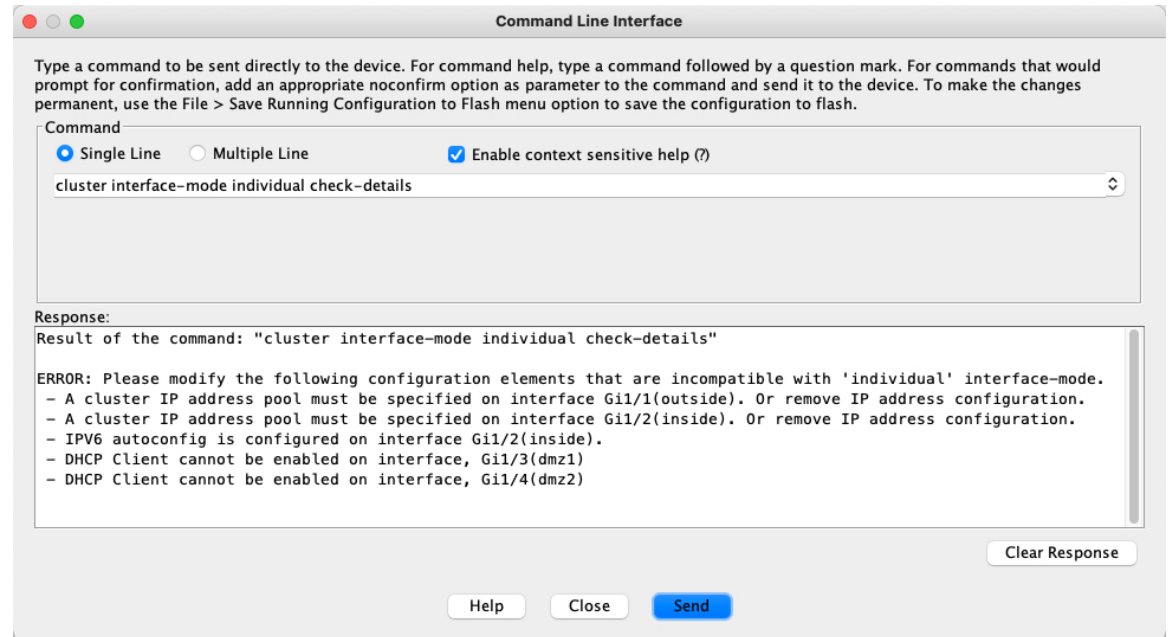 Command Line Interface
Type a command to be sent directly to the device. For command help, type a command followed by a question mark. For commands that would
prompt for confirmation, add an appropriate noconfirm option as parameter to the command and send it to the device. To make the changes
permanent, use the File > Save Running Configuration to Flash menu option to save the configuration to flash.
Command
Single Line Multiple Line Enable context sensitive help (?)
cluster interface-mode individual check-details
Response:
Result of the command: "cluster interface-mode individual check-details"
ERROR: Please modify the following configuration elements that are incompatible with 'individual' interface-mode.
- A cluster IP address pool must be specified on interface Gi1/1(outside). Or remove IP address configuration.
- A cluster IP address pool must be specified on interface Gi1/2(inside). Or remove IP address configuration.
- IPV6 autoconfig is configured on interface Gi1/2(inside).
- DHCP Client cannot be enabled on interface, Gi1/3(dmz1)
- DHCP Client cannot be enabled on interface, Gi1/4(dmz2)
Clear Response
Help Close Send